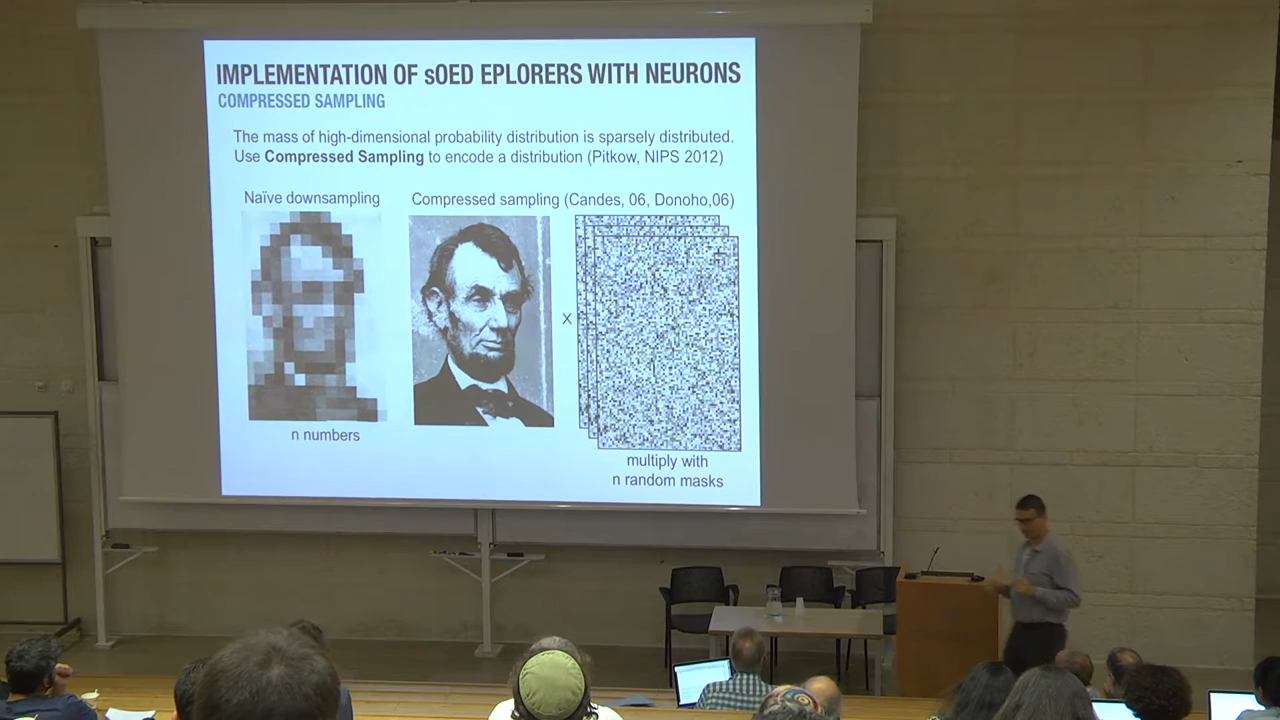 IMPLEMENTATION OF sOED EPLORERS WITH NEURONS
COMPRESSED SAMPLING
The mass of high-dimensional probability distribution is sparsely distributed.
Use Compressed Sampling to encode a distribution (Pitkow, NIPS 2012)
Naïve downsampling
Compressed sampling (Candes, 06, Donoho,06)
X
n numbers
multiply with
n random masks